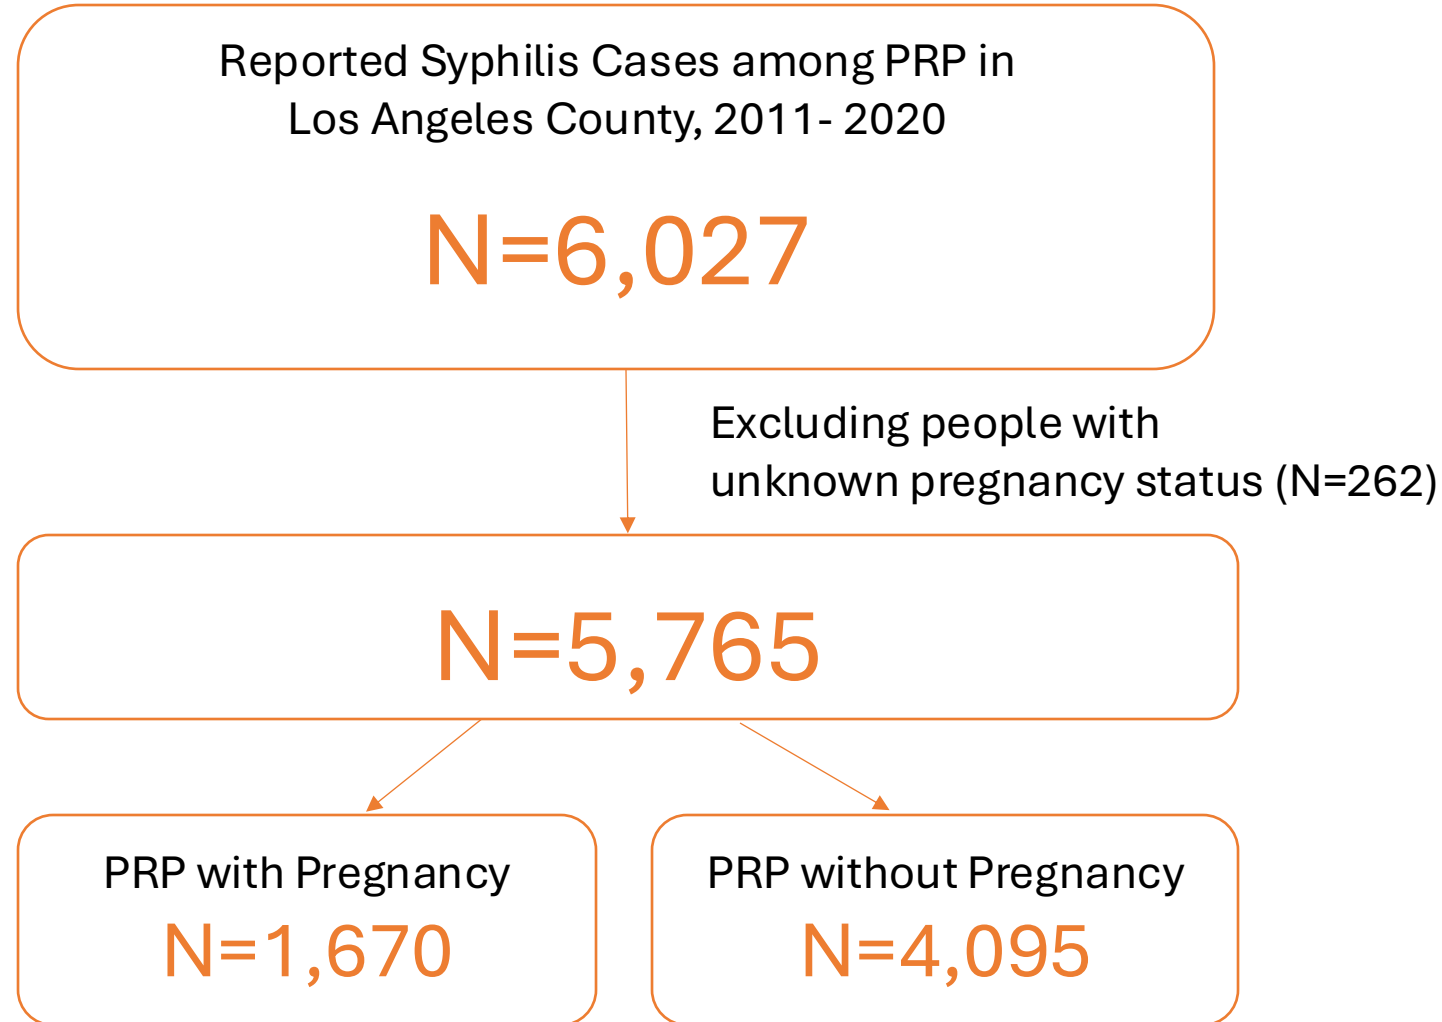 Reported Syphilis Cases among PRP in
Los Angeles County, 2011- 2020
N=6,027
Excluding people with
unknown pregnancy status (N=262)
N=5,765
PRP with Pregnancy
N=1,670
PRP without Pregnancy
N=4,095